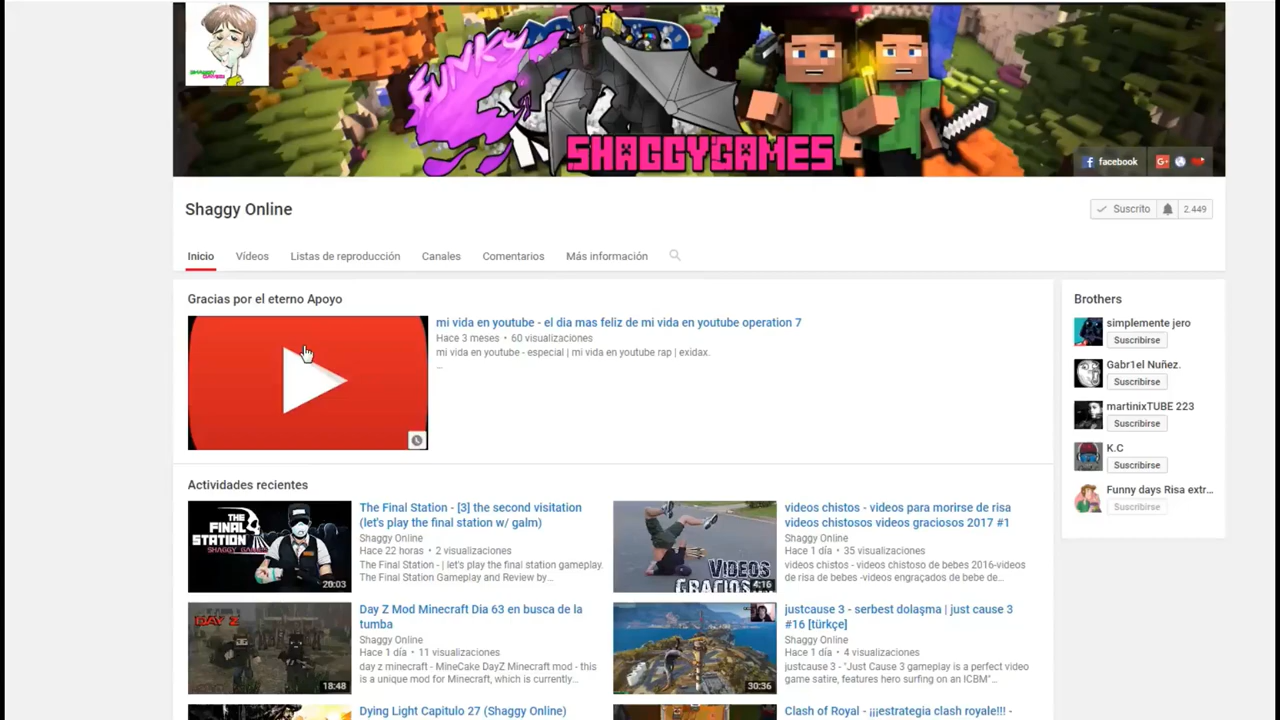 SHAGGY GAMES
SHAGGYGAMES
facebook
Shaggy Online
Suscrito 2.449
Inicio Vídeos Listas de reproducción Canales Comentarios Más información
Gracias por el eterno Apoyo
mi vida en youtube - el dia mas feliz de mi vida en youtube operation 7
Hace 3 meses • 60 visualizaciones
mi vida en youtube - especial | mi vida en youtube rap | exidax.
...
Brothers
simplemente jero
Suscribirse
Gabr1el Nuñez.
Suscribirse
martinixTUBE 223
Suscribirse
K.C
Suscribirse
Funny days Risa extr...
Suscribirse
Actividades recientes
THE FINAL STATION
SHAGGY GAMES
20:03
The Final Station - [3] the second visitation
(let's play the final station w/ galm)
Shaggy Online
Hace 22 horas • 2 visualizaciones
The Final Station - | let's play the final station gameplay.
The Final Station Gameplay and Review by...
VIDEOS
GRACIOS
4:16
videos chistos - videos para morirse de risa
videos chistosos videos graciosos 2017 #1
Shaggy Online
Hace 1 día • 35 visualizaciones
videos chistos - videos chistosos de bebes 2016-videos
de risa de bebes -videos engraçados de bebe de...
DAY Z
18:48
Day Z Mod Minecraft Dia 63 en busca de la
tumba
Shaggy Online
Hace 1 día • 11 visualizaciones
day z minecraft - MineCake DayZ Minecraft mod - this
is a unique mod for Minecraft, which is currently...
30:36
justcause 3 - serbest dolaşma | just cause 3
#16 [türkçe]
Shaggy Online
Hace 1 día • 4 visualizaciones
justcause 3 - "Just Cause 3 gameplay is a perfect video
game satire, features hero surfing on an ICBM"...
Dying Light Capitulo 27 (Shaggy Online)
Clash of Royal - ¡¡¡estrategia clash royale!!! -